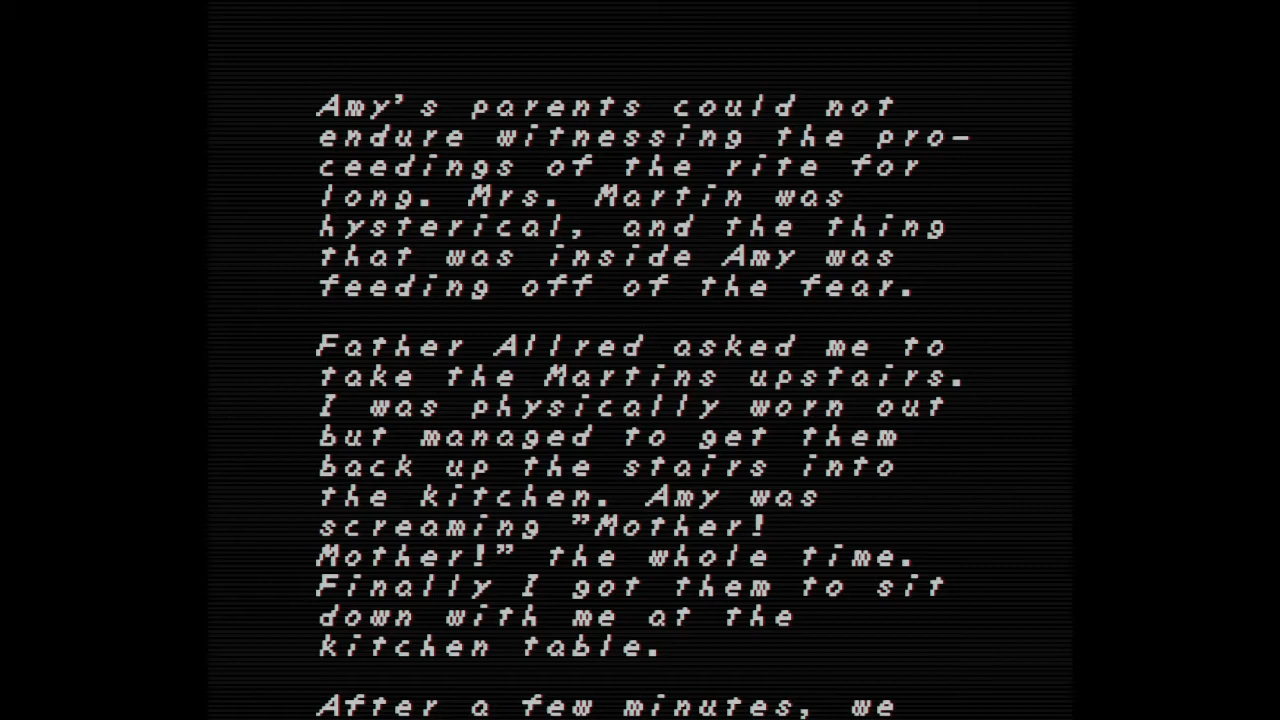 Amy's parents could not
endure witnessing the pro-
ceedings of the rite for
long. Mrs. Martin was
hysterical, and the thing
that was inside Amy was
feeding off of the fear.
Father Allred asked me to
take the Martins upstairs.
I was physically worn out
but managed to get them
back up the stairs into
the kitchen. Amy was
screaming "Mother!
Mother!" the whole time.
Finally I got them to sit
down with me at the
kitchen table.
After a few minutes, we